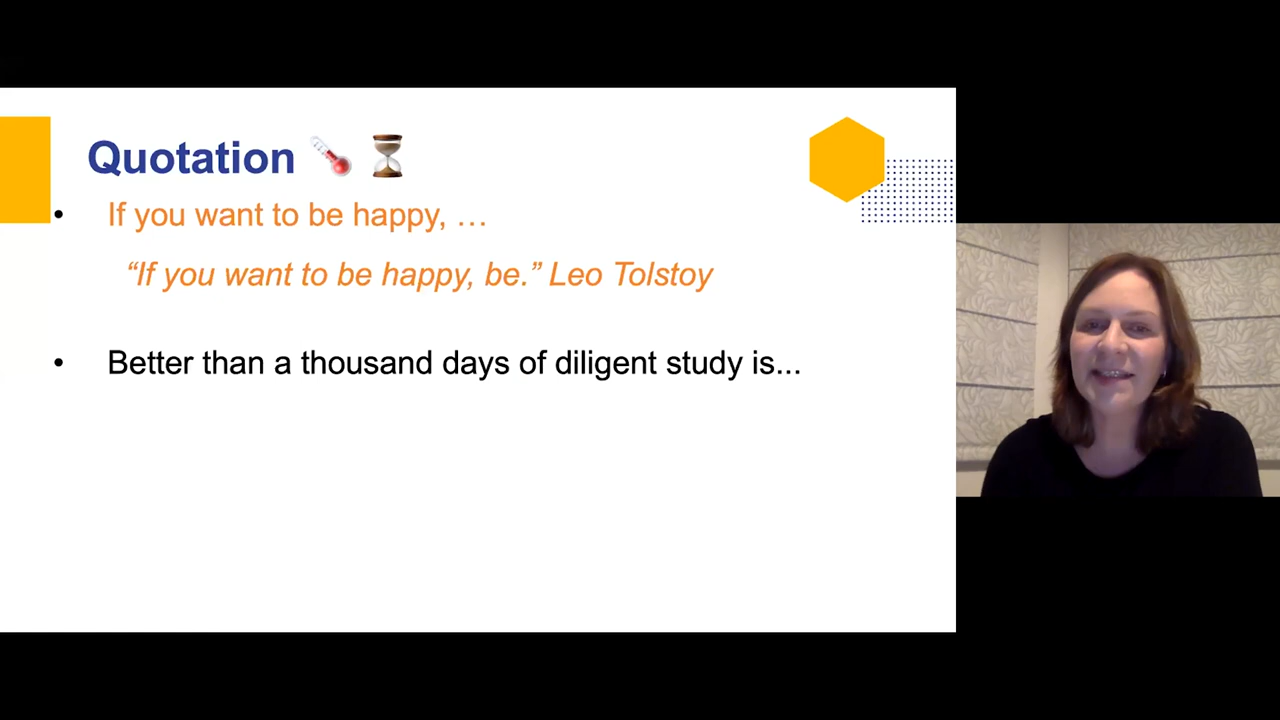 Quotation
• If you want to be happy, …
“If you want to be happy, be.” Leo Tolstoy
• Better than a thousand days of diligent study is...